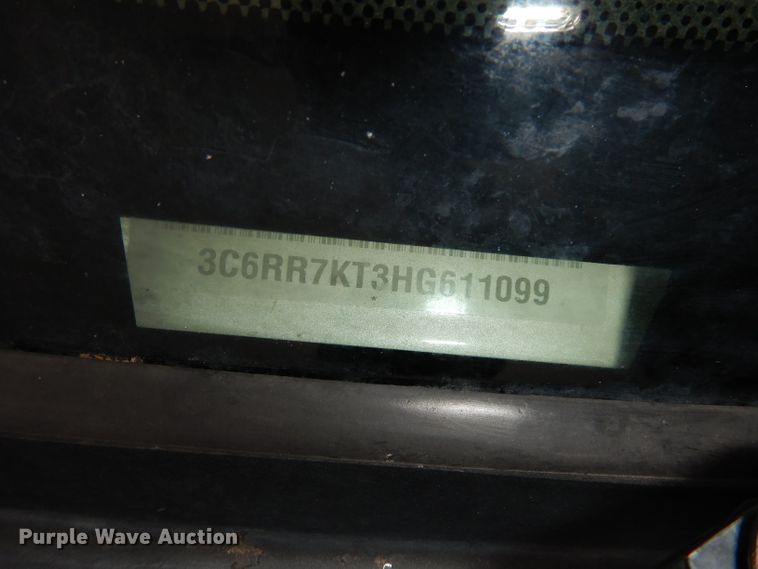 3C6RR7KT3HG611099
Purple Wave Auction